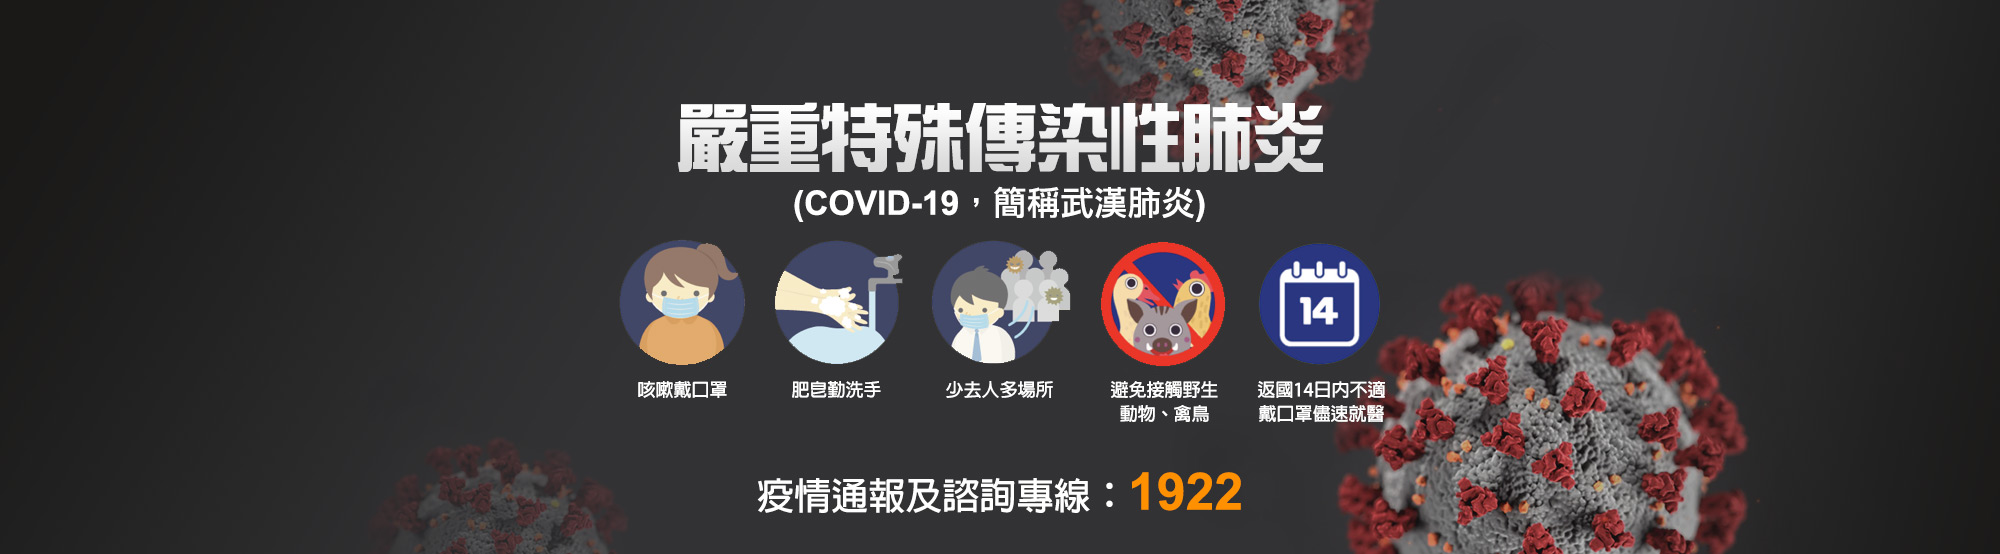 嚴重特殊傳染性肺炎
(COVID-19，簡稱武漢肺炎)
14
咳嗽戴口罩
肥皂勤洗手
少去人多場所
避免接觸野生
動物、禽鳥
返國14日内不適
戴口罩儘速就醫
疫情通報及諮詢專線：1922